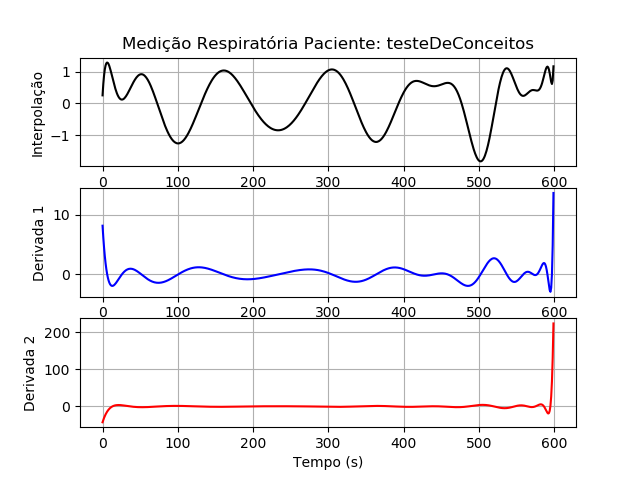 Medição Respiratória Paciente: testeDeConceitos
Interpolação
1
0
−1
0 100 200 300 400 500 600
Derivada 1
10
0
0 100 200 300 400 500 600
Derivada 2
200
100
0
0 100 200 300 400 500 600
Tempo (s)